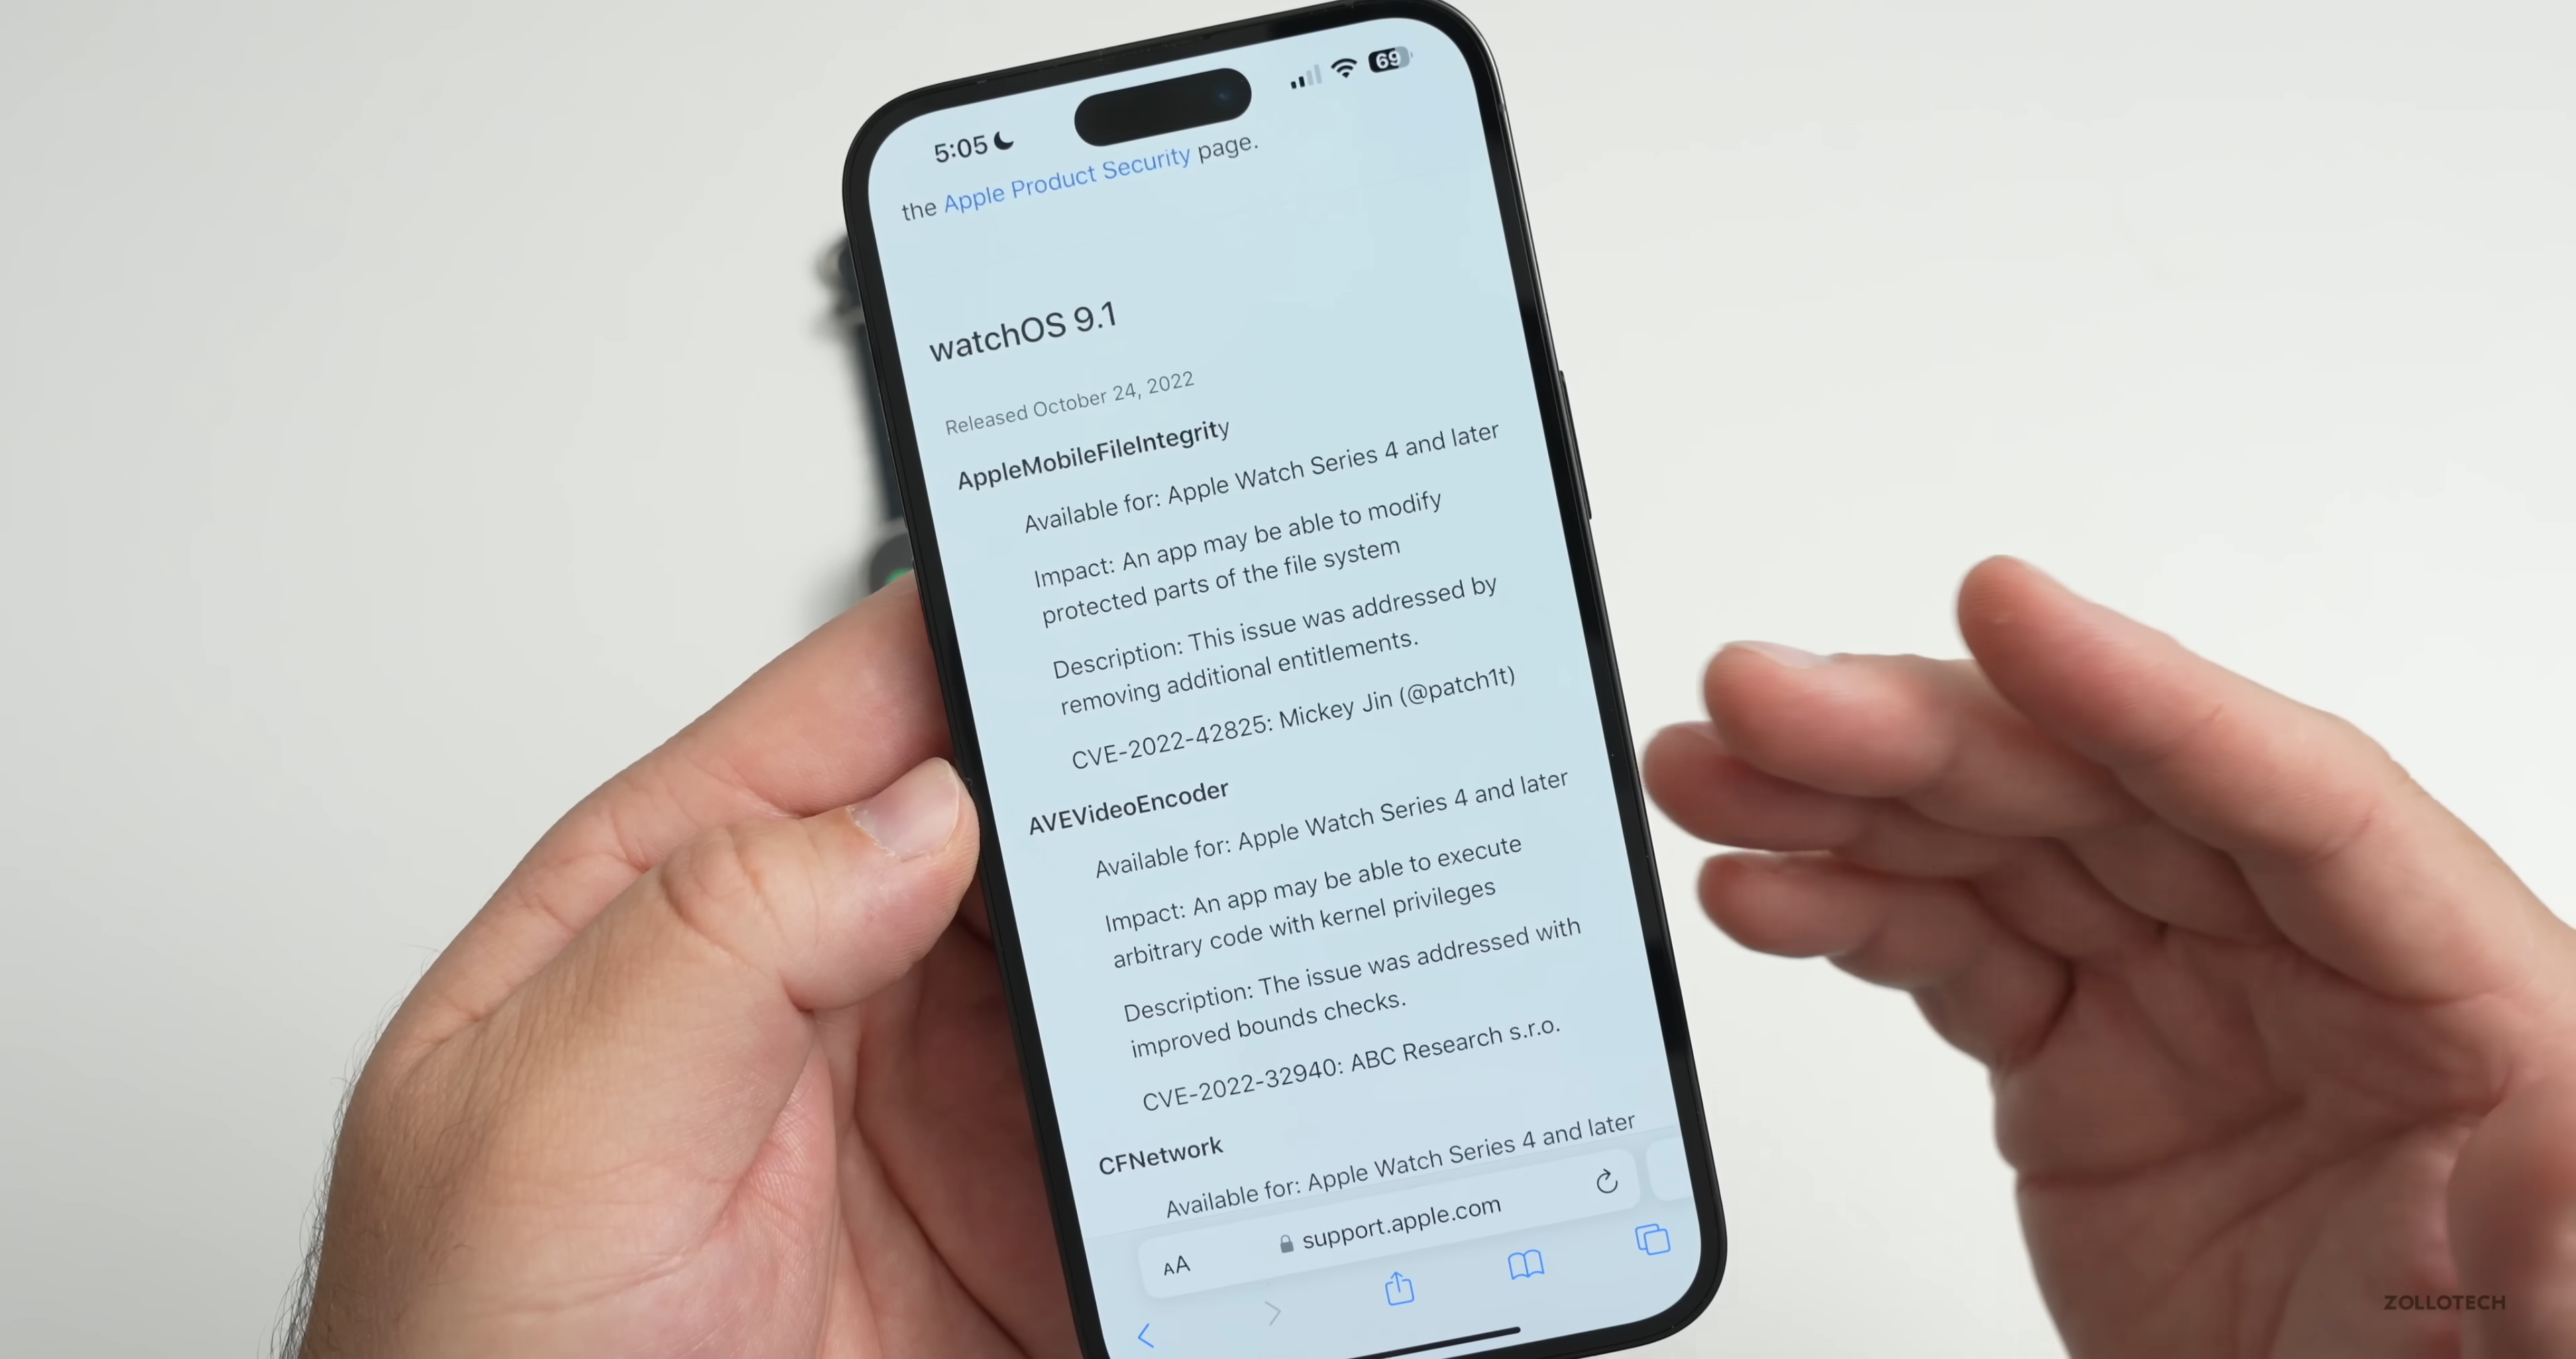 5:05
69
the Apple Product Security page.
watchOS 9.1
Released October 24, 2022
AppleMobileFileIntegrity
Available for: Apple Watch Series 4 and later
Impact: An app may be able to modify
protected parts of the file system
Description: This issue was addressed by
removing additional entitlements.
CVE-2022-42825: Mickey Jin (@patch1t)
AVEVideoEncoder
Available for: Apple Watch Series 4 and later
Impact: An app may be able to execute
arbitrary code with kernel privileges
Description: The issue was addressed with
improved bounds checks.
CVE-2022-32940: ABC Research s.r.o.
CFNetwork
Available for: Apple Watch Series 4 and later
AA support.apple.com
ZOLLOTECH